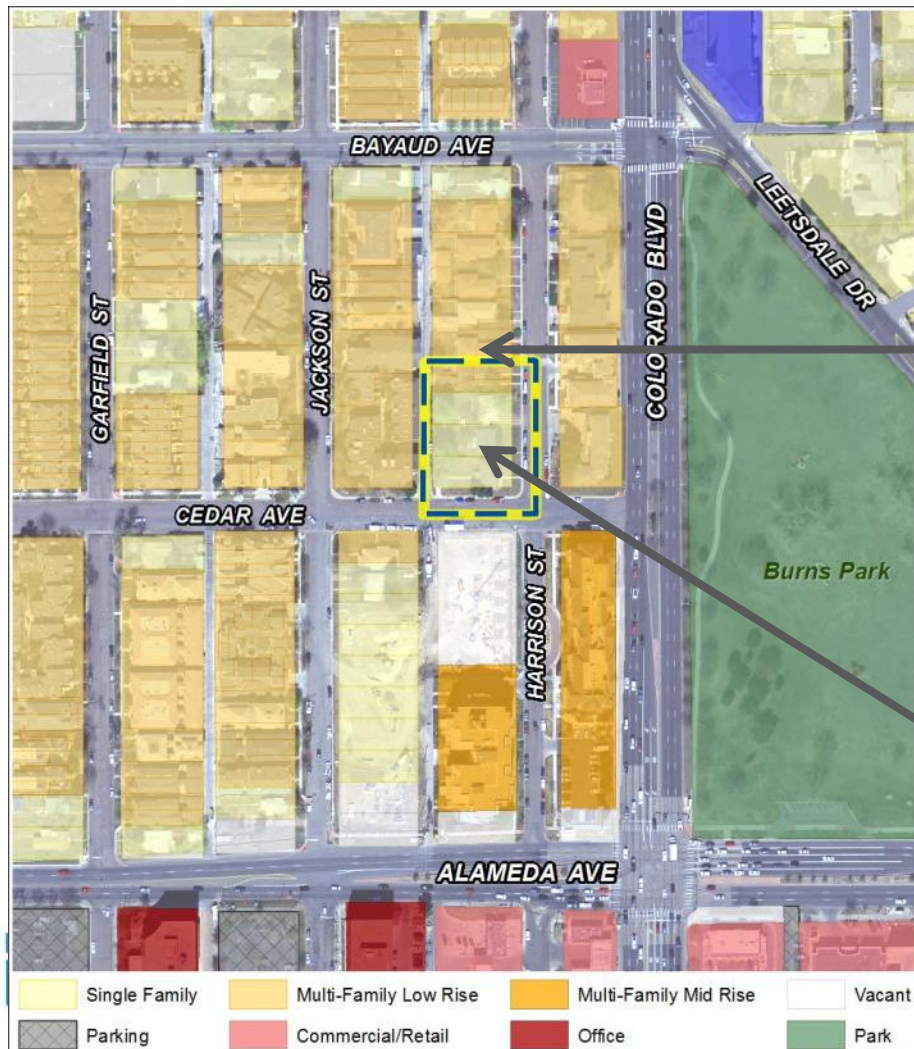 BAYAUD AVE
LEETSDALE DR
COLORADO BLVD
GARFIELD ST
JACKSON ST
CEDAR AVE
HARRISON ST
Burns Park
ALAMEDA AVE
Single Family
Multi-Family Low Rise
Multi-Family Mid Rise
Vacant
Parking
Commercial/Retail
Office
Park